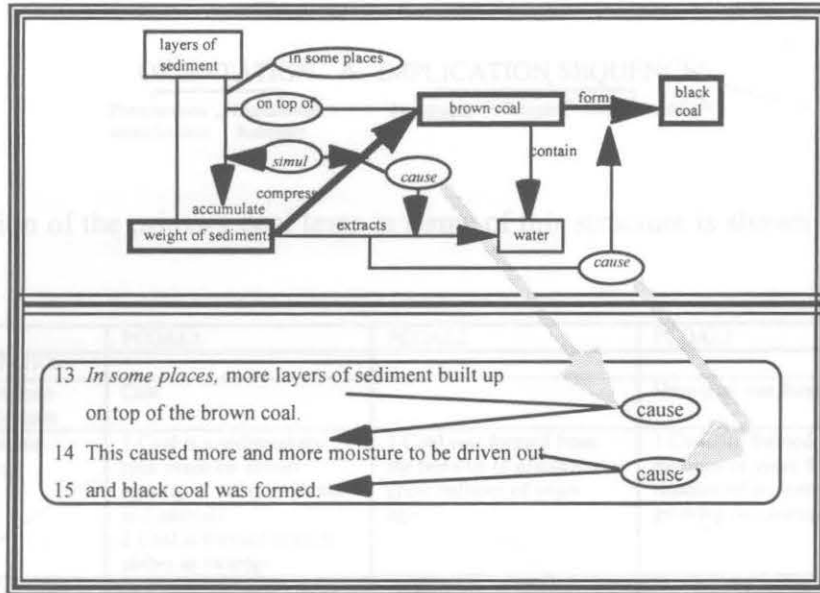 layers of
sediment
in some places
on top of
brown coal
form
black
coal
simul
compress
cause
contain
accumulate
weight of sediments
extracts
water
cause
13 In some places, more layers of sediment built up
on top of the brown coal.
cause
14 This caused more and more moisture to be driven out
cause
15 and black coal was formed.